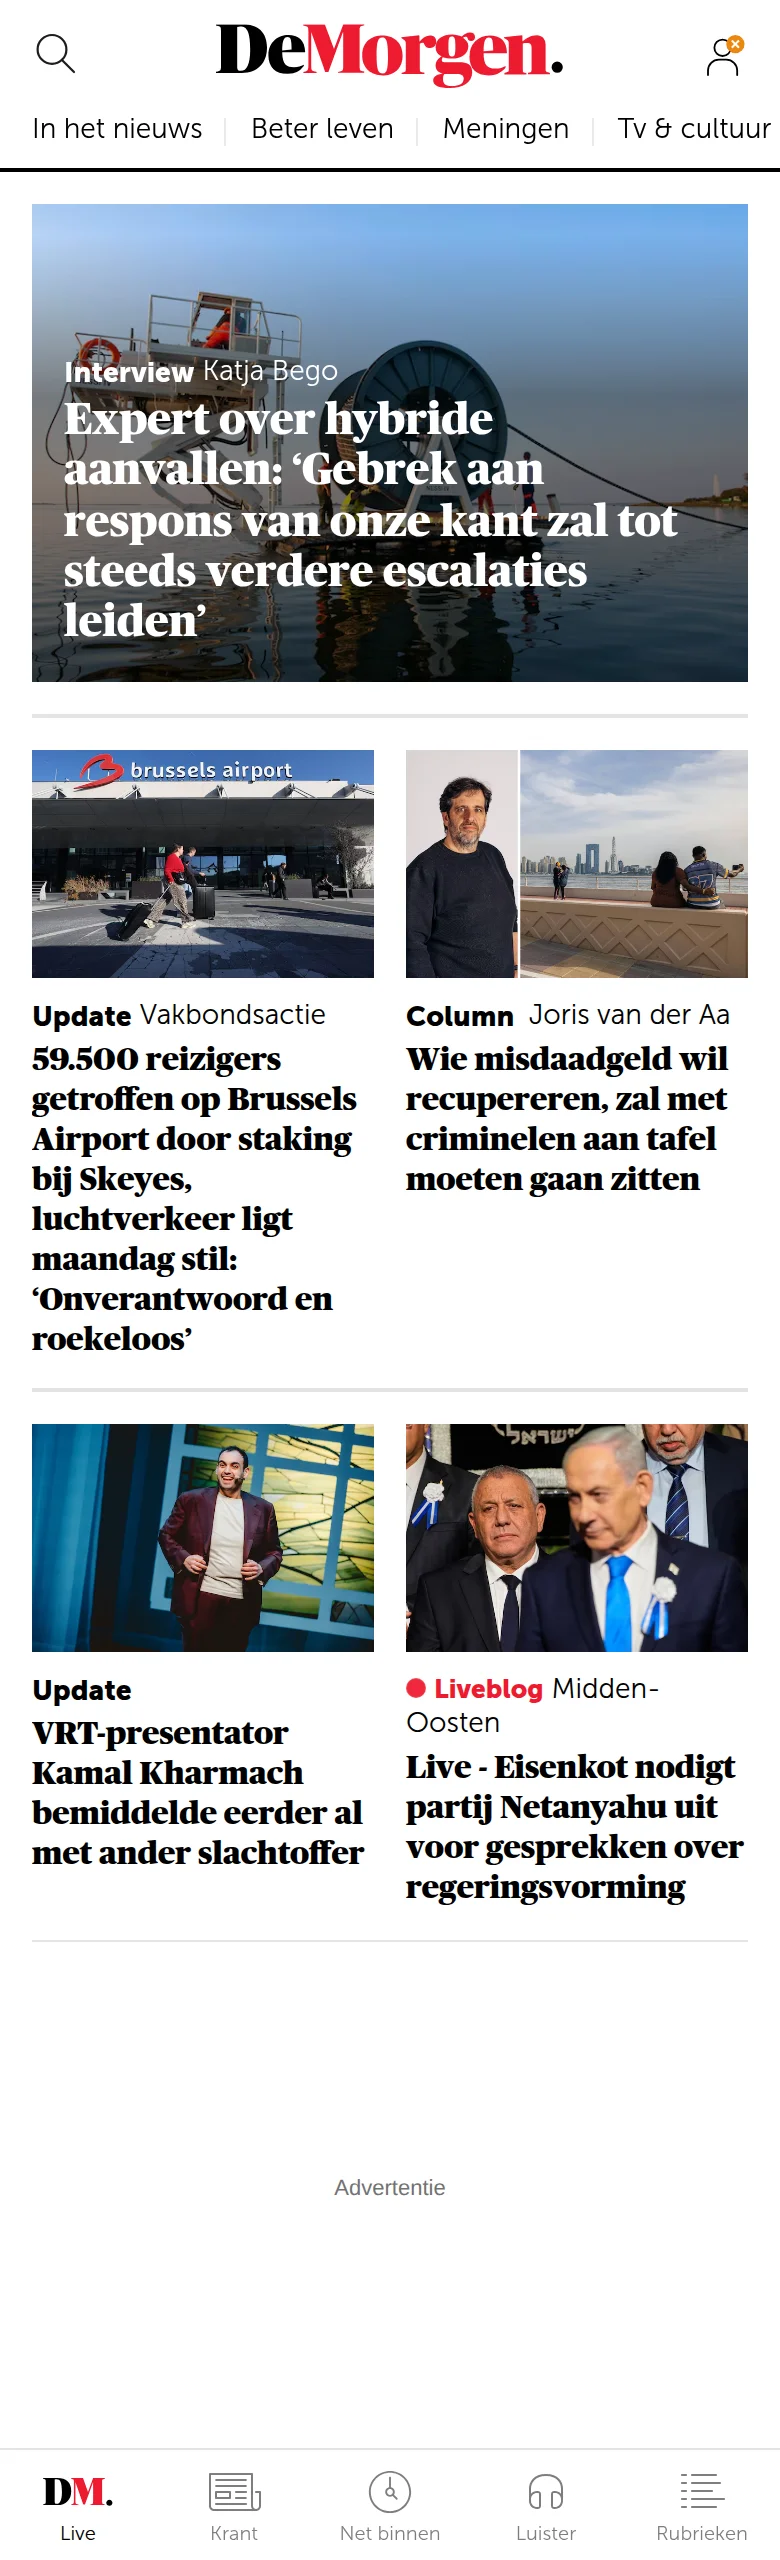 DeMorgen.
In het nieuws
Beter leven
Meningen
Tv & cultuur
Interview Katja Bego
Expert over hybride
aanvallen: ‘Gebrek aan
respons van onze kant zal tot
steeds verdere escalaties
leiden’
brussels airport
Update Vakbondsactie
59.500 reizigers
getroffen op Brussels
Airport door staking
bij Skeyes,
luchtverkeer ligt
maandag stil:
‘Onverantwoord en
roekeloos’
Column Joris van der Aa
Wie misdaadgeld wil
recupereren, zal met
criminelen aan tafel
moeten gaan zitten
Update
VRT-presentator
Kamal Kharmach
bemiddelde eerder al
met ander slachtoffer
ישראל
Liveblog Midden-
Oosten
Live - Eisenkot nodigt
partij Netanyahu uit
voor gesprekken over
regeringsvorming
Advertentie
DM.
Live
Krant
Net binnen
Luister
Rubrieken